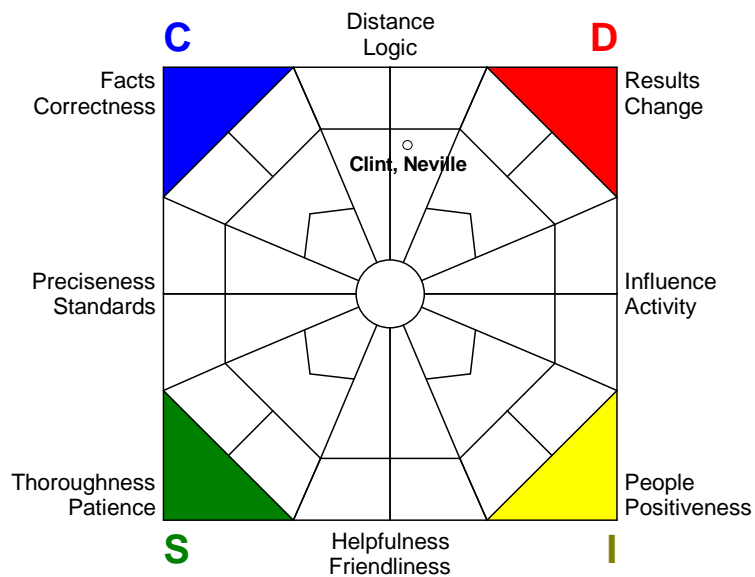 C
Distance
Logic
D
Facts
Correctness
Results
Change
Clint, Neville
Preciseness
Standards
Influence
Activity
Thoroughness
Patience
People
Positiveness
S
Helpfulness
Friendliness
I